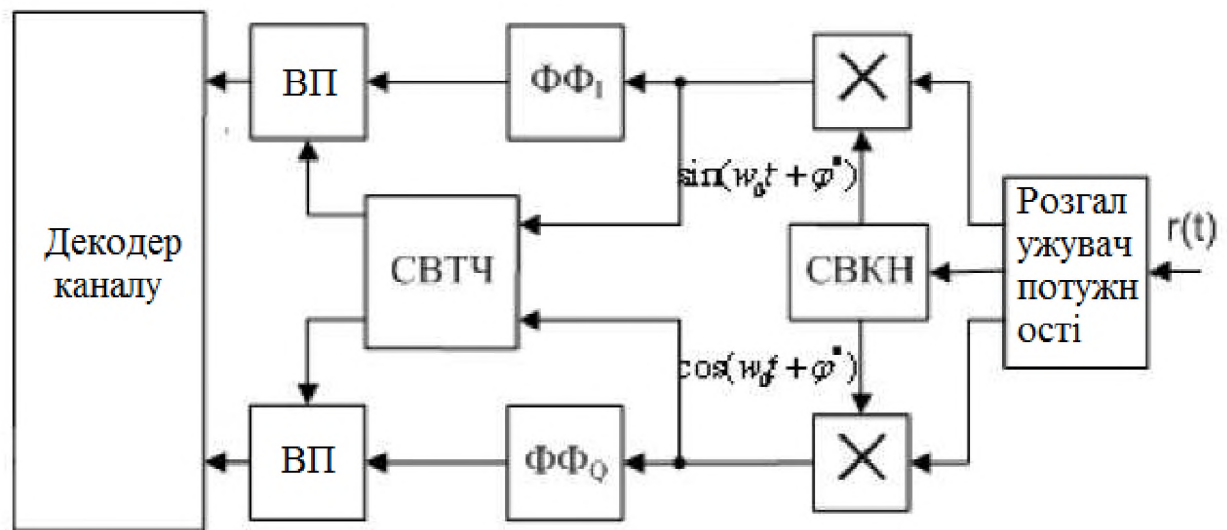 ВП
ФФI
sin(w0t + φ*)
Декодер
каналу
СВТЧ
СВКН
Розгал
ужувач
потужн
ості
r(t)
cos(w0t + φ*)
ВП
ФФQ